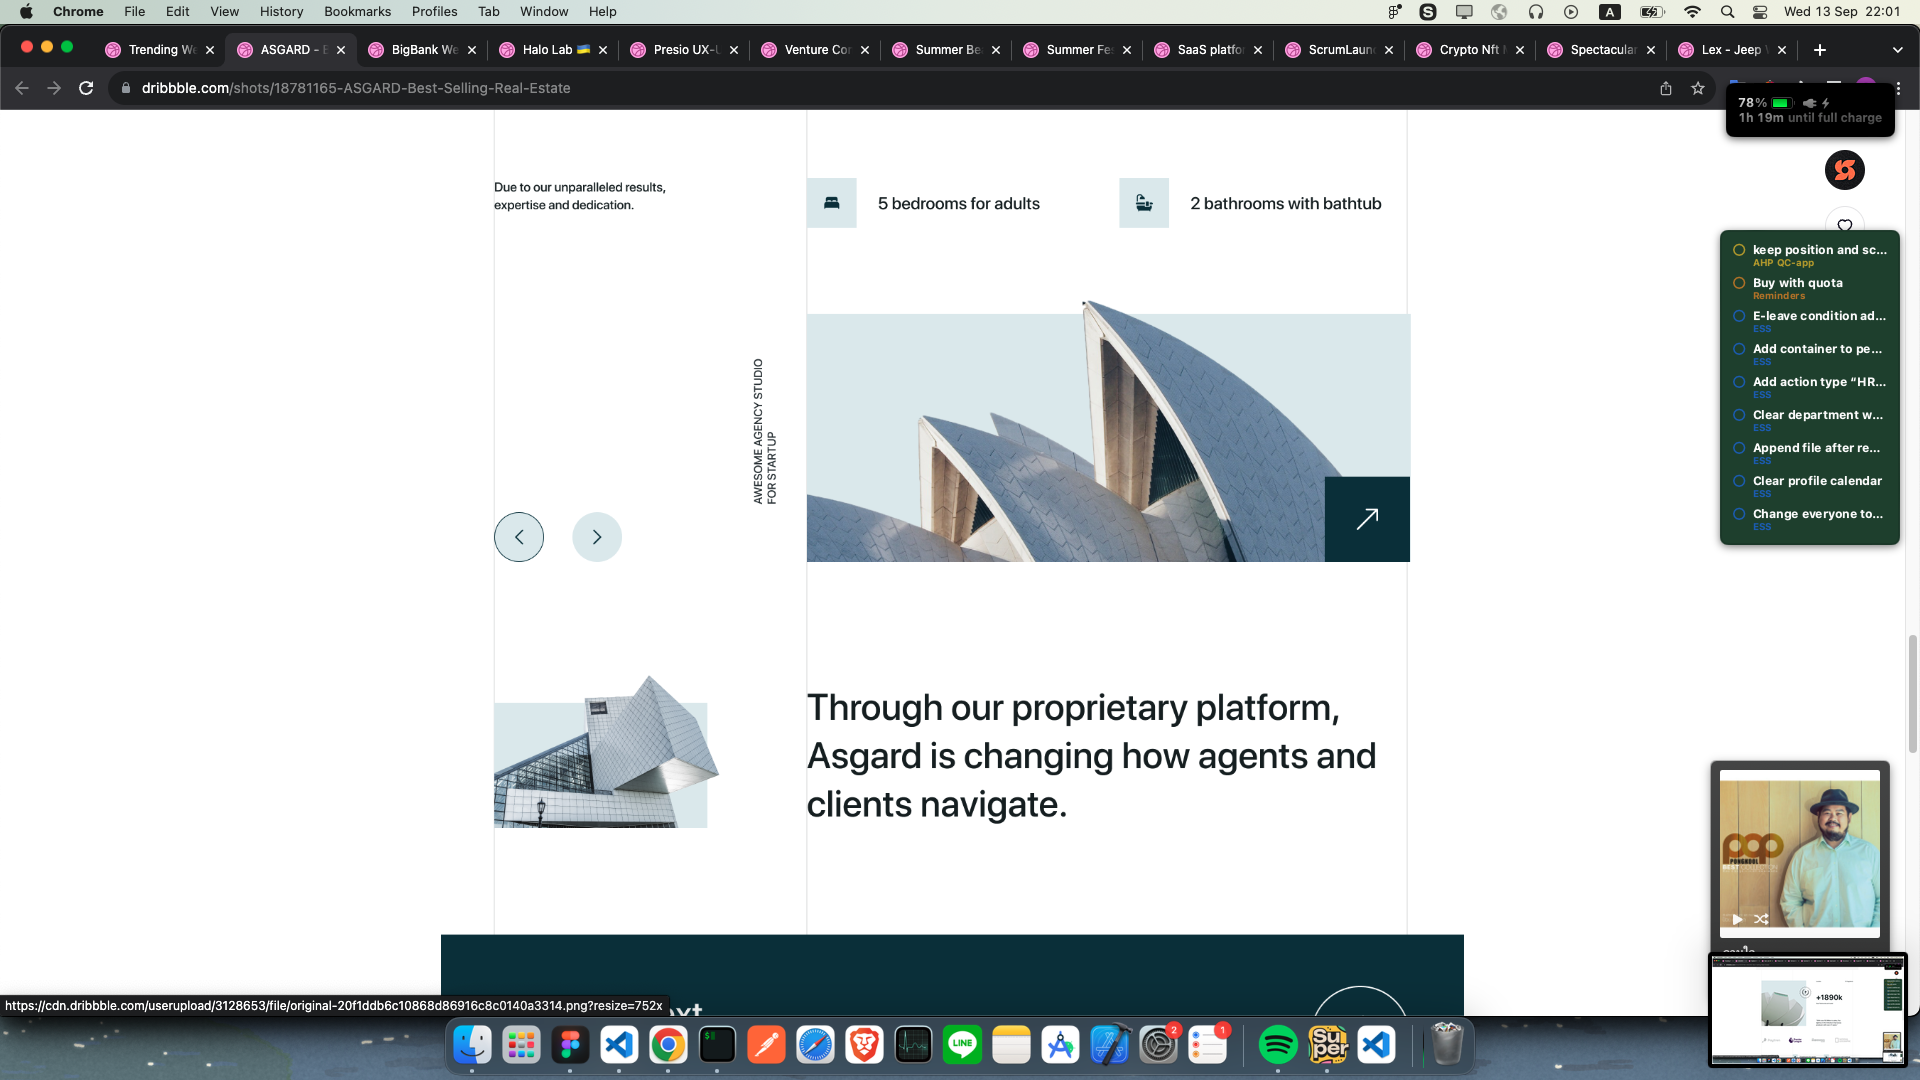 Chrome File Edit View History Bookmarks Profiles Tab Window Help
A Wed 13 Sep 22:01
Trending We
ASGARD - B
BigBank We
Halo Lab
Presio UX-U
Venture Cor
Summer Be
Summer Fes
SaaS platfo
ScrumLaun
Crypto Nft M
Spectacular
Lex - Jeep
dribbble.com/shots/18781165-ASGARD-Best-Selling-Real-Estate
78%
1h 19m until full charge
Due to our unparalleled results,
expertise and dedication.
5 bedrooms for adults
2 bathrooms with bathtub
AWESOME AGENCY STUDIO
FOR STARTUP
keep position and sc...
AHP QC-app
Buy with quota
Reminders
E-leave condition ad...
ESS
Add container to pe...
ESS
Add action type “HR...
ESS
Clear department w...
ESS
Append file after re...
ESS
Clear profile calendar
ESS
Change everyone to...
ESS
Through our proprietary platform,
Asgard is changing how agents and
clients navigate.
pop
+1890k
https://cdn.dribbble.com/userupload/3128653/file/original-20f1ddb6c10868d86916c8c0140a3314.png?resize=752x
LINE
2
1
Super